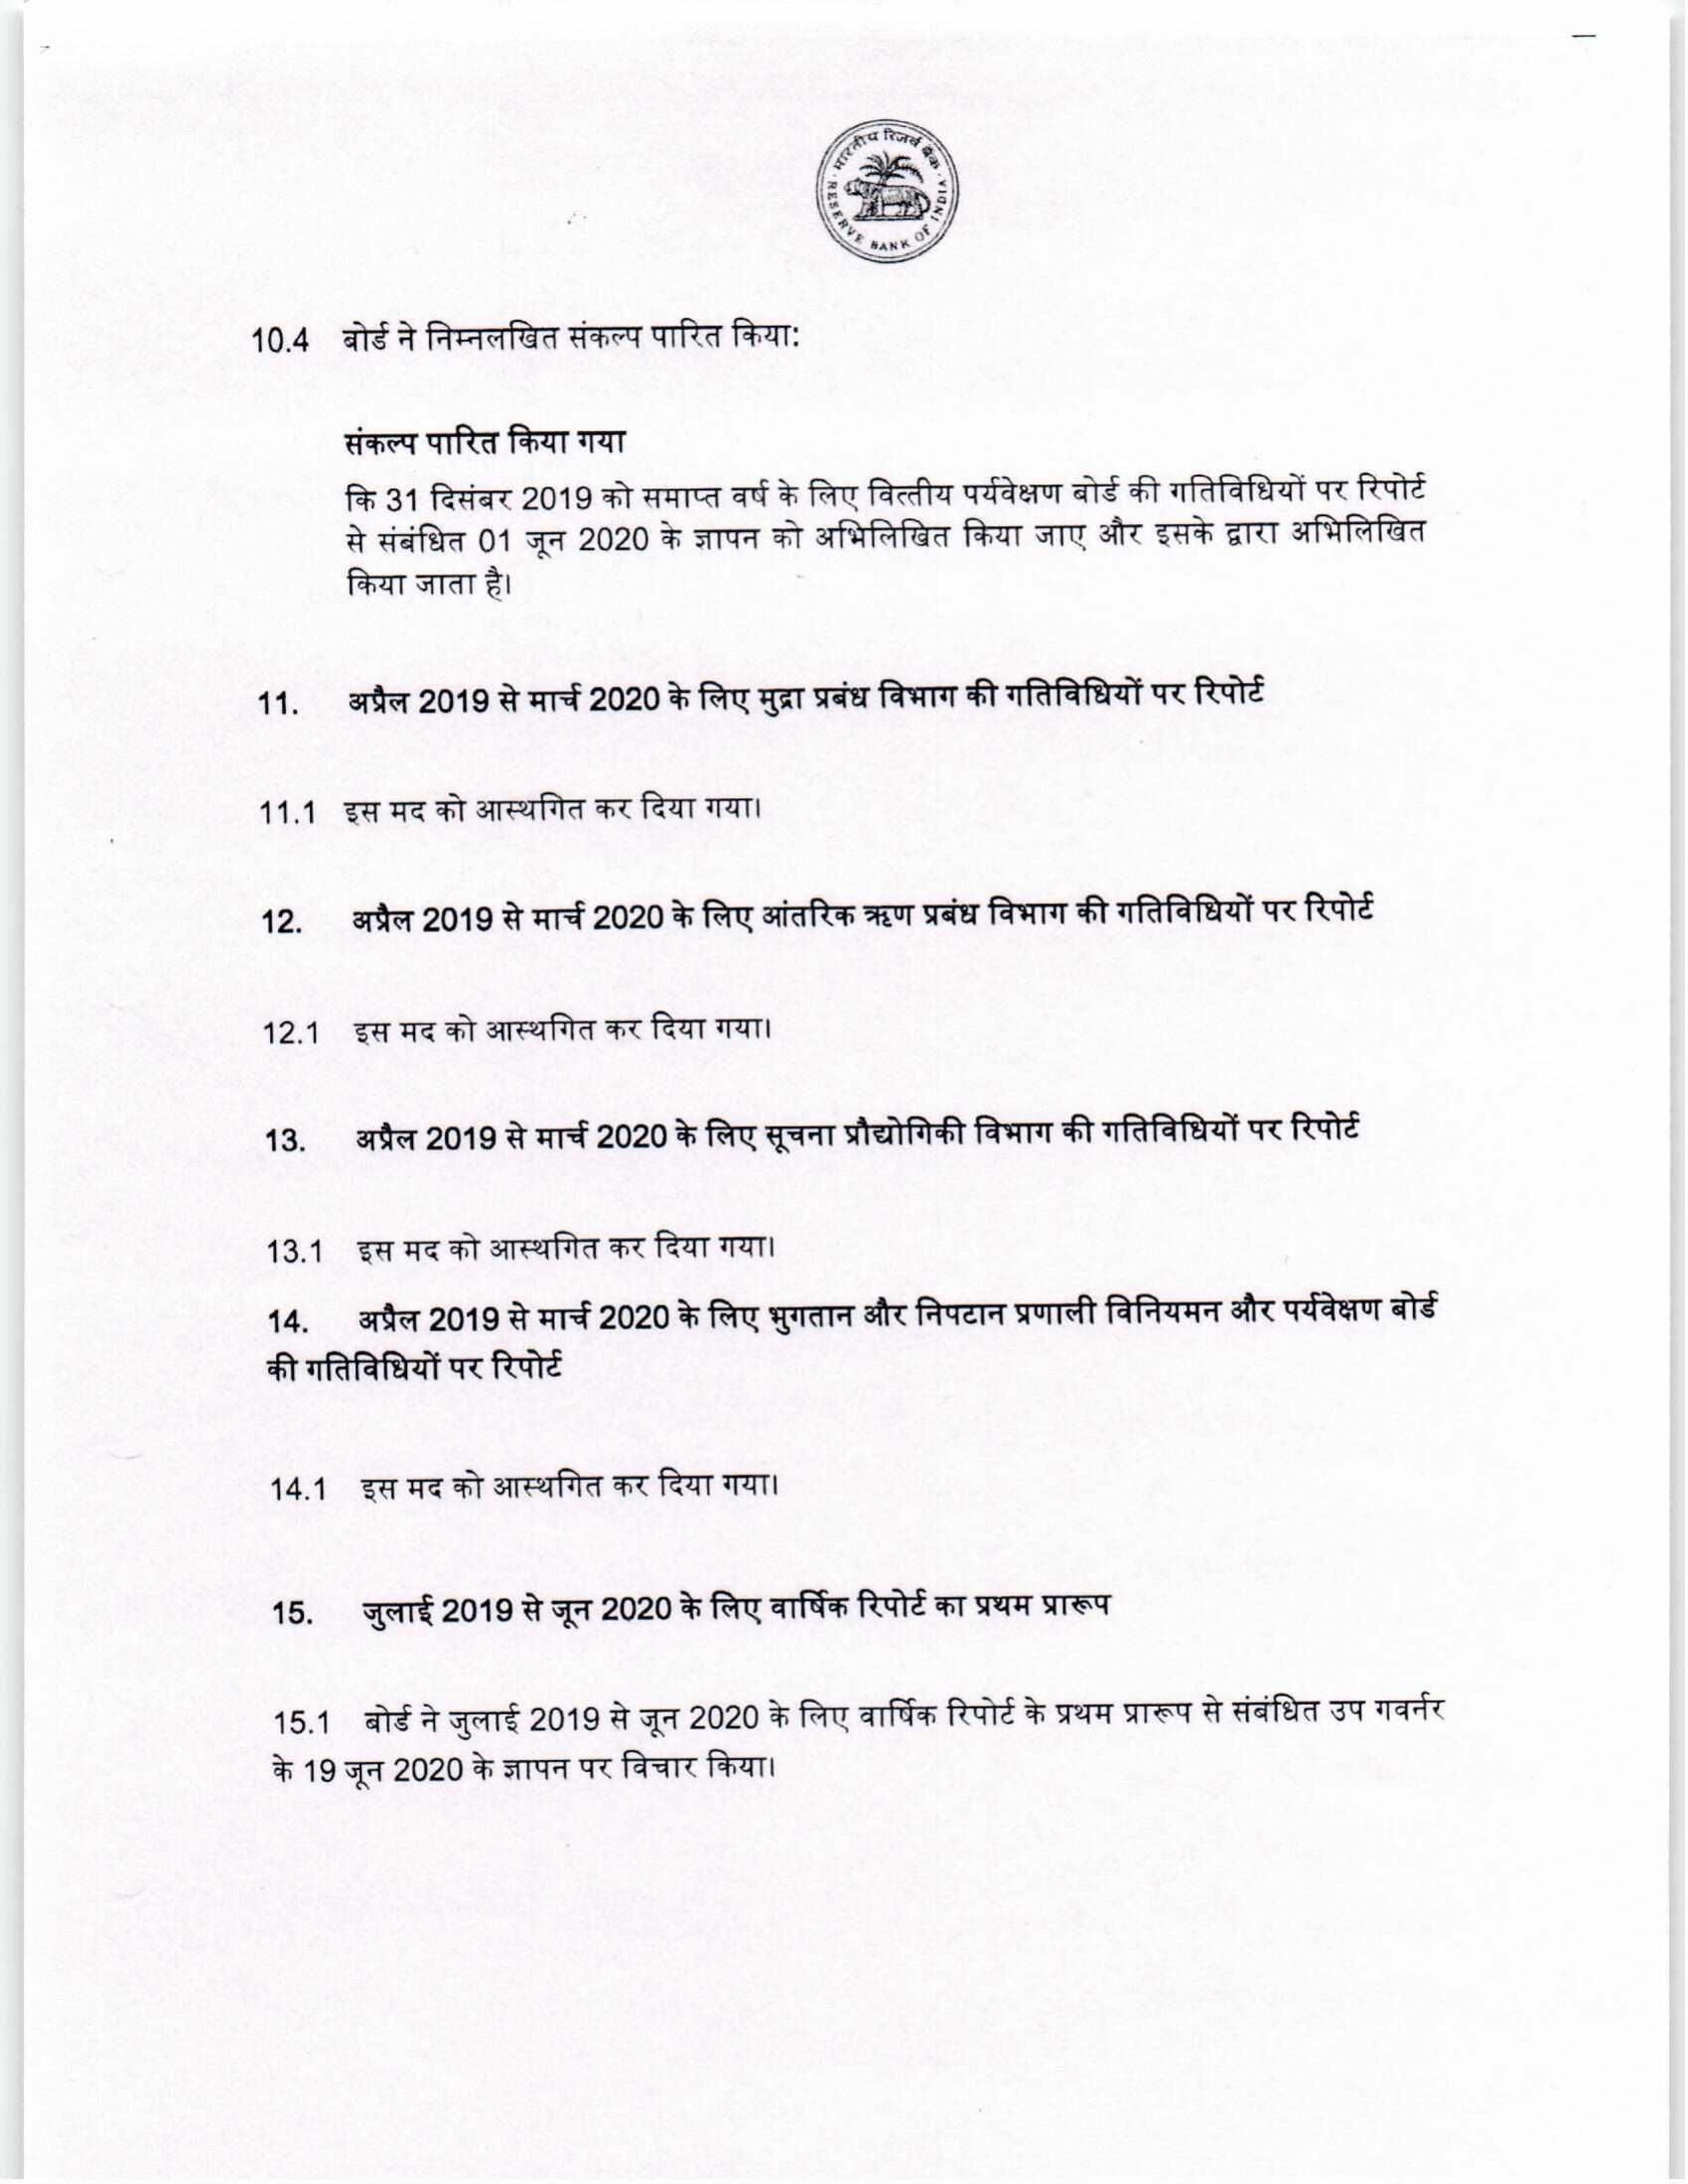 भारतीय रिज़र्व बैंक
RESERVE BANK OF INDIA
10.4 बोर्ड ने निम्नलखित संकल्प पारित किया:
संकल्प पारित किया गया
कि 31 दिसंबर 2019 को समाप्त वर्ष के लिए वित्तीय पर्यवेक्षण बोर्ड की गतिविधियों पर रिपोर्ट
से संबंधित 01 जून 2020 के ज्ञापन को अभिलिखित किया जाए और इसके द्वारा अभिलिखित
किया जाता है।
11. अप्रैल 2019 से मार्च 2020 के लिए मुद्रा प्रबंध विभाग की गतिविधियों पर रिपोर्ट
11.1 इस मद को आस्थगित कर दिया गया।
12. अप्रैल 2019 से मार्च 2020 के लिए आंतरिक ऋण प्रबंध विभाग की गतिविधियों पर रिपोर्ट
12.1 इस मद को आस्थगित कर दिया गया।
13. अप्रैल 2019 से मार्च 2020 के लिए सूचना प्रौद्योगिकी विभाग की गतिविधियों पर रिपोर्ट
13.1 इस मद को आस्थगित कर दिया गया।
14. अप्रैल 2019 से मार्च 2020 के लिए भुगतान और निपटान प्रणाली विनियमन और पर्यवेक्षण बोर्ड
की गतिविधियों पर रिपोर्ट
14.1 इस मद को आस्थगित कर दिया गया।
15. जुलाई 2019 से जून 2020 के लिए वार्षिक रिपोर्ट का प्रथम प्रारूप
15.1 बोर्ड ने जुलाई 2019 से जून 2020 के लिए वार्षिक रिपोर्ट के प्रथम प्रारूप से संबंधित उप गवर्नर
के 19 जून 2020 के ज्ञापन पर विचार किया।